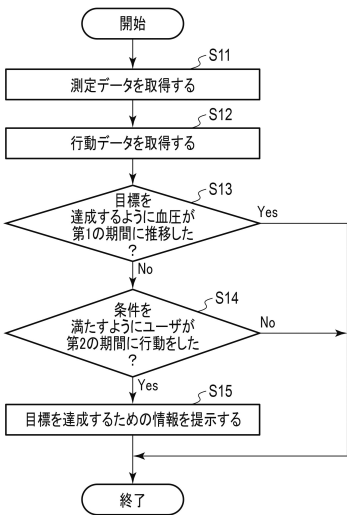 開始
S11
測定データを取得する
S12
行動データを取得する
S13
目標を
達成するように血圧が
第1の期間に推移した
?
Yes
No
S14
条件を
満たすようにユーザが
第2の期間に行動をした
?
No
Yes
S15
目標を達成するための情報を提示する
終了